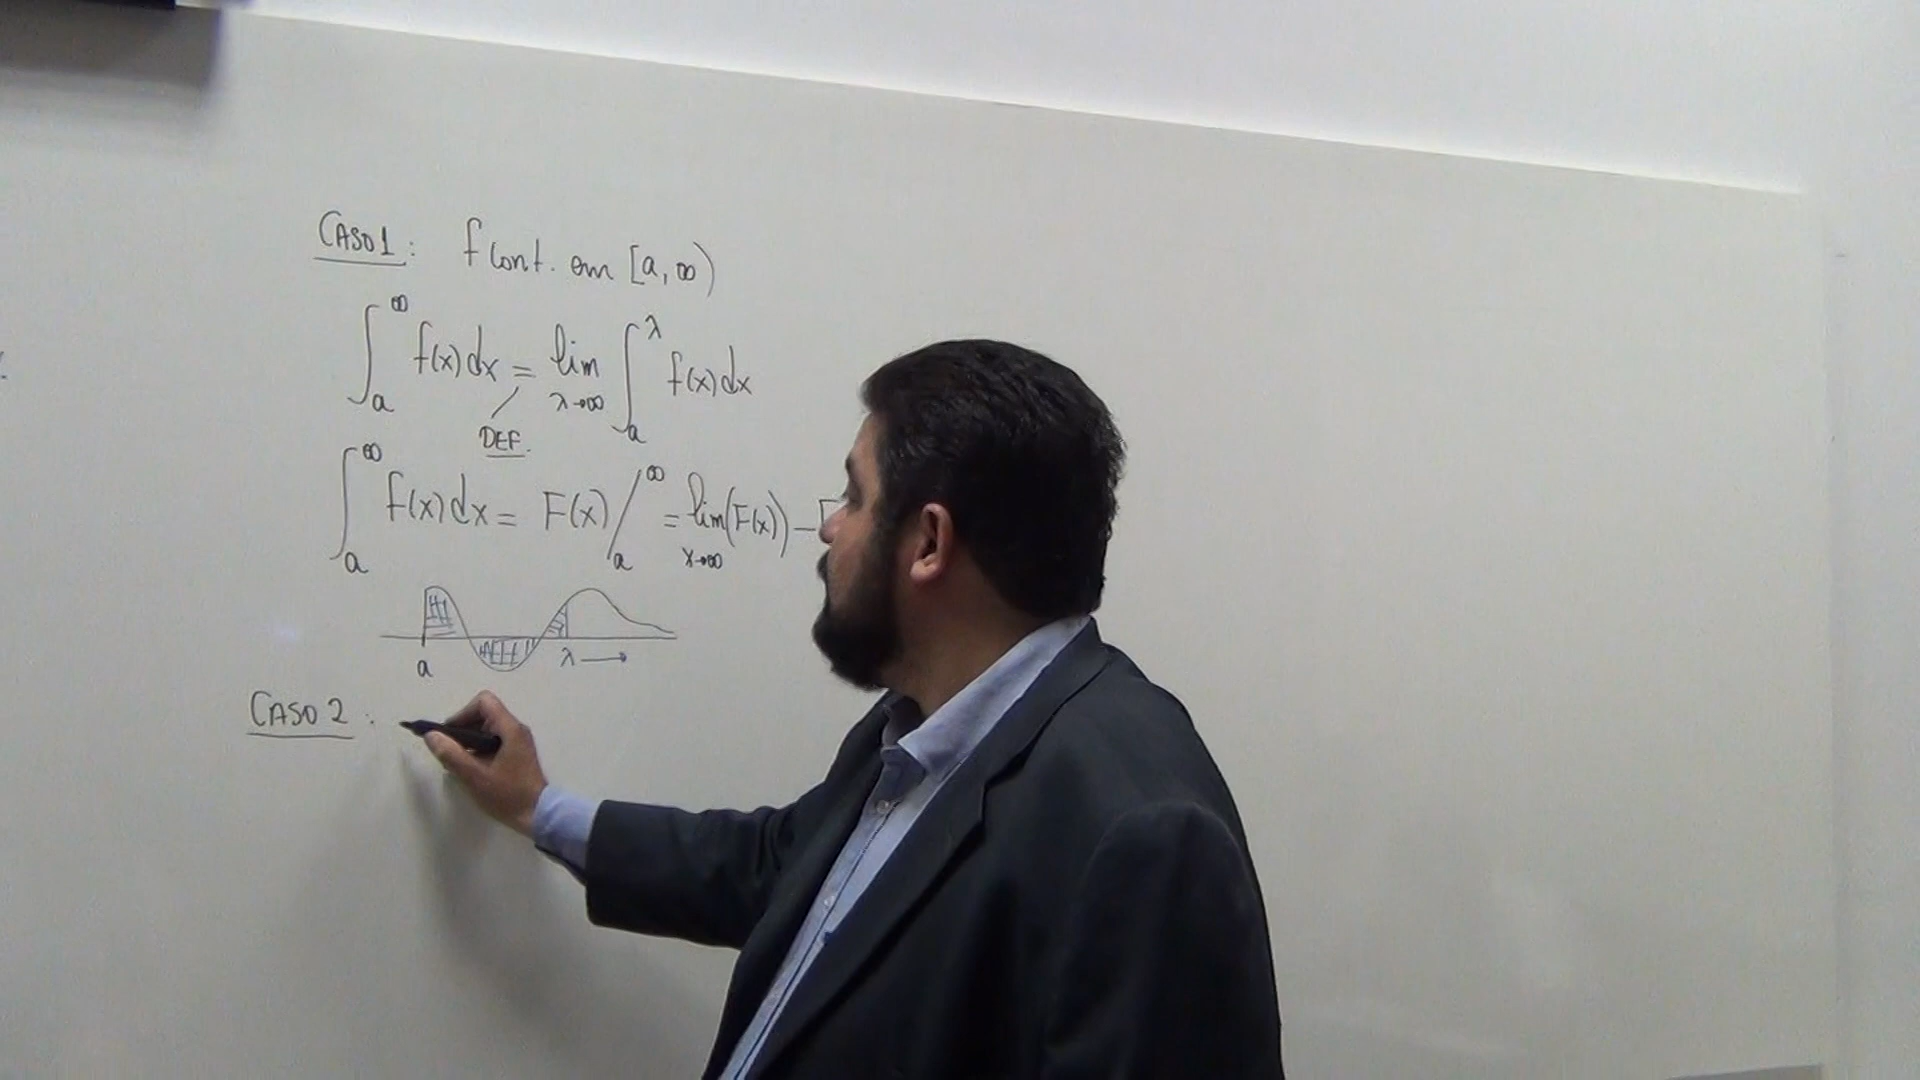 CASO 1: f cont. em [a, ∞)
∫_a^∞ f(x)dx = lim_{λ→∞} ∫_a^λ f(x)dx
DEF.
∫_a^∞ f(x)dx = F(x) /_a^∞ = lim_{x→∞} (F(x)) –
a λ →
CASO 2: